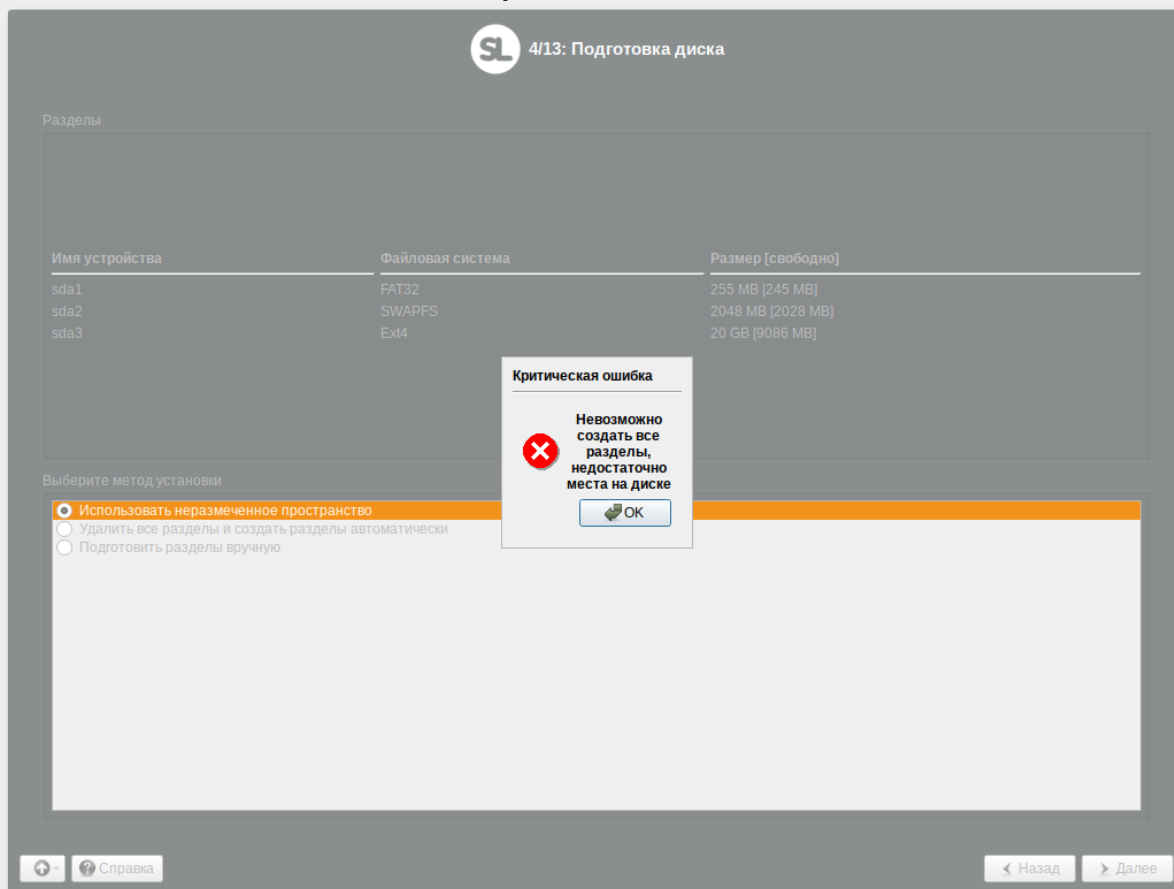 SL 4/13: Подготовка диска
Разделы
Имя устройства Файловая система Размер [свободно]
sda1 FAT32 255 MB [245 MB]
sda2 SWAPFS 2048 MB [2028 MB]
sda3 Ext4 20 GB [9086 MB]
Критическая ошибка
Невозможно
создать все
разделы,
недостаточно
места на диске
OK
Выберите метод установки
Использовать неразмеченное пространство
Удалить все разделы и создать разделы автоматически
Подготовить разделы вручную
Справка Назад Далее